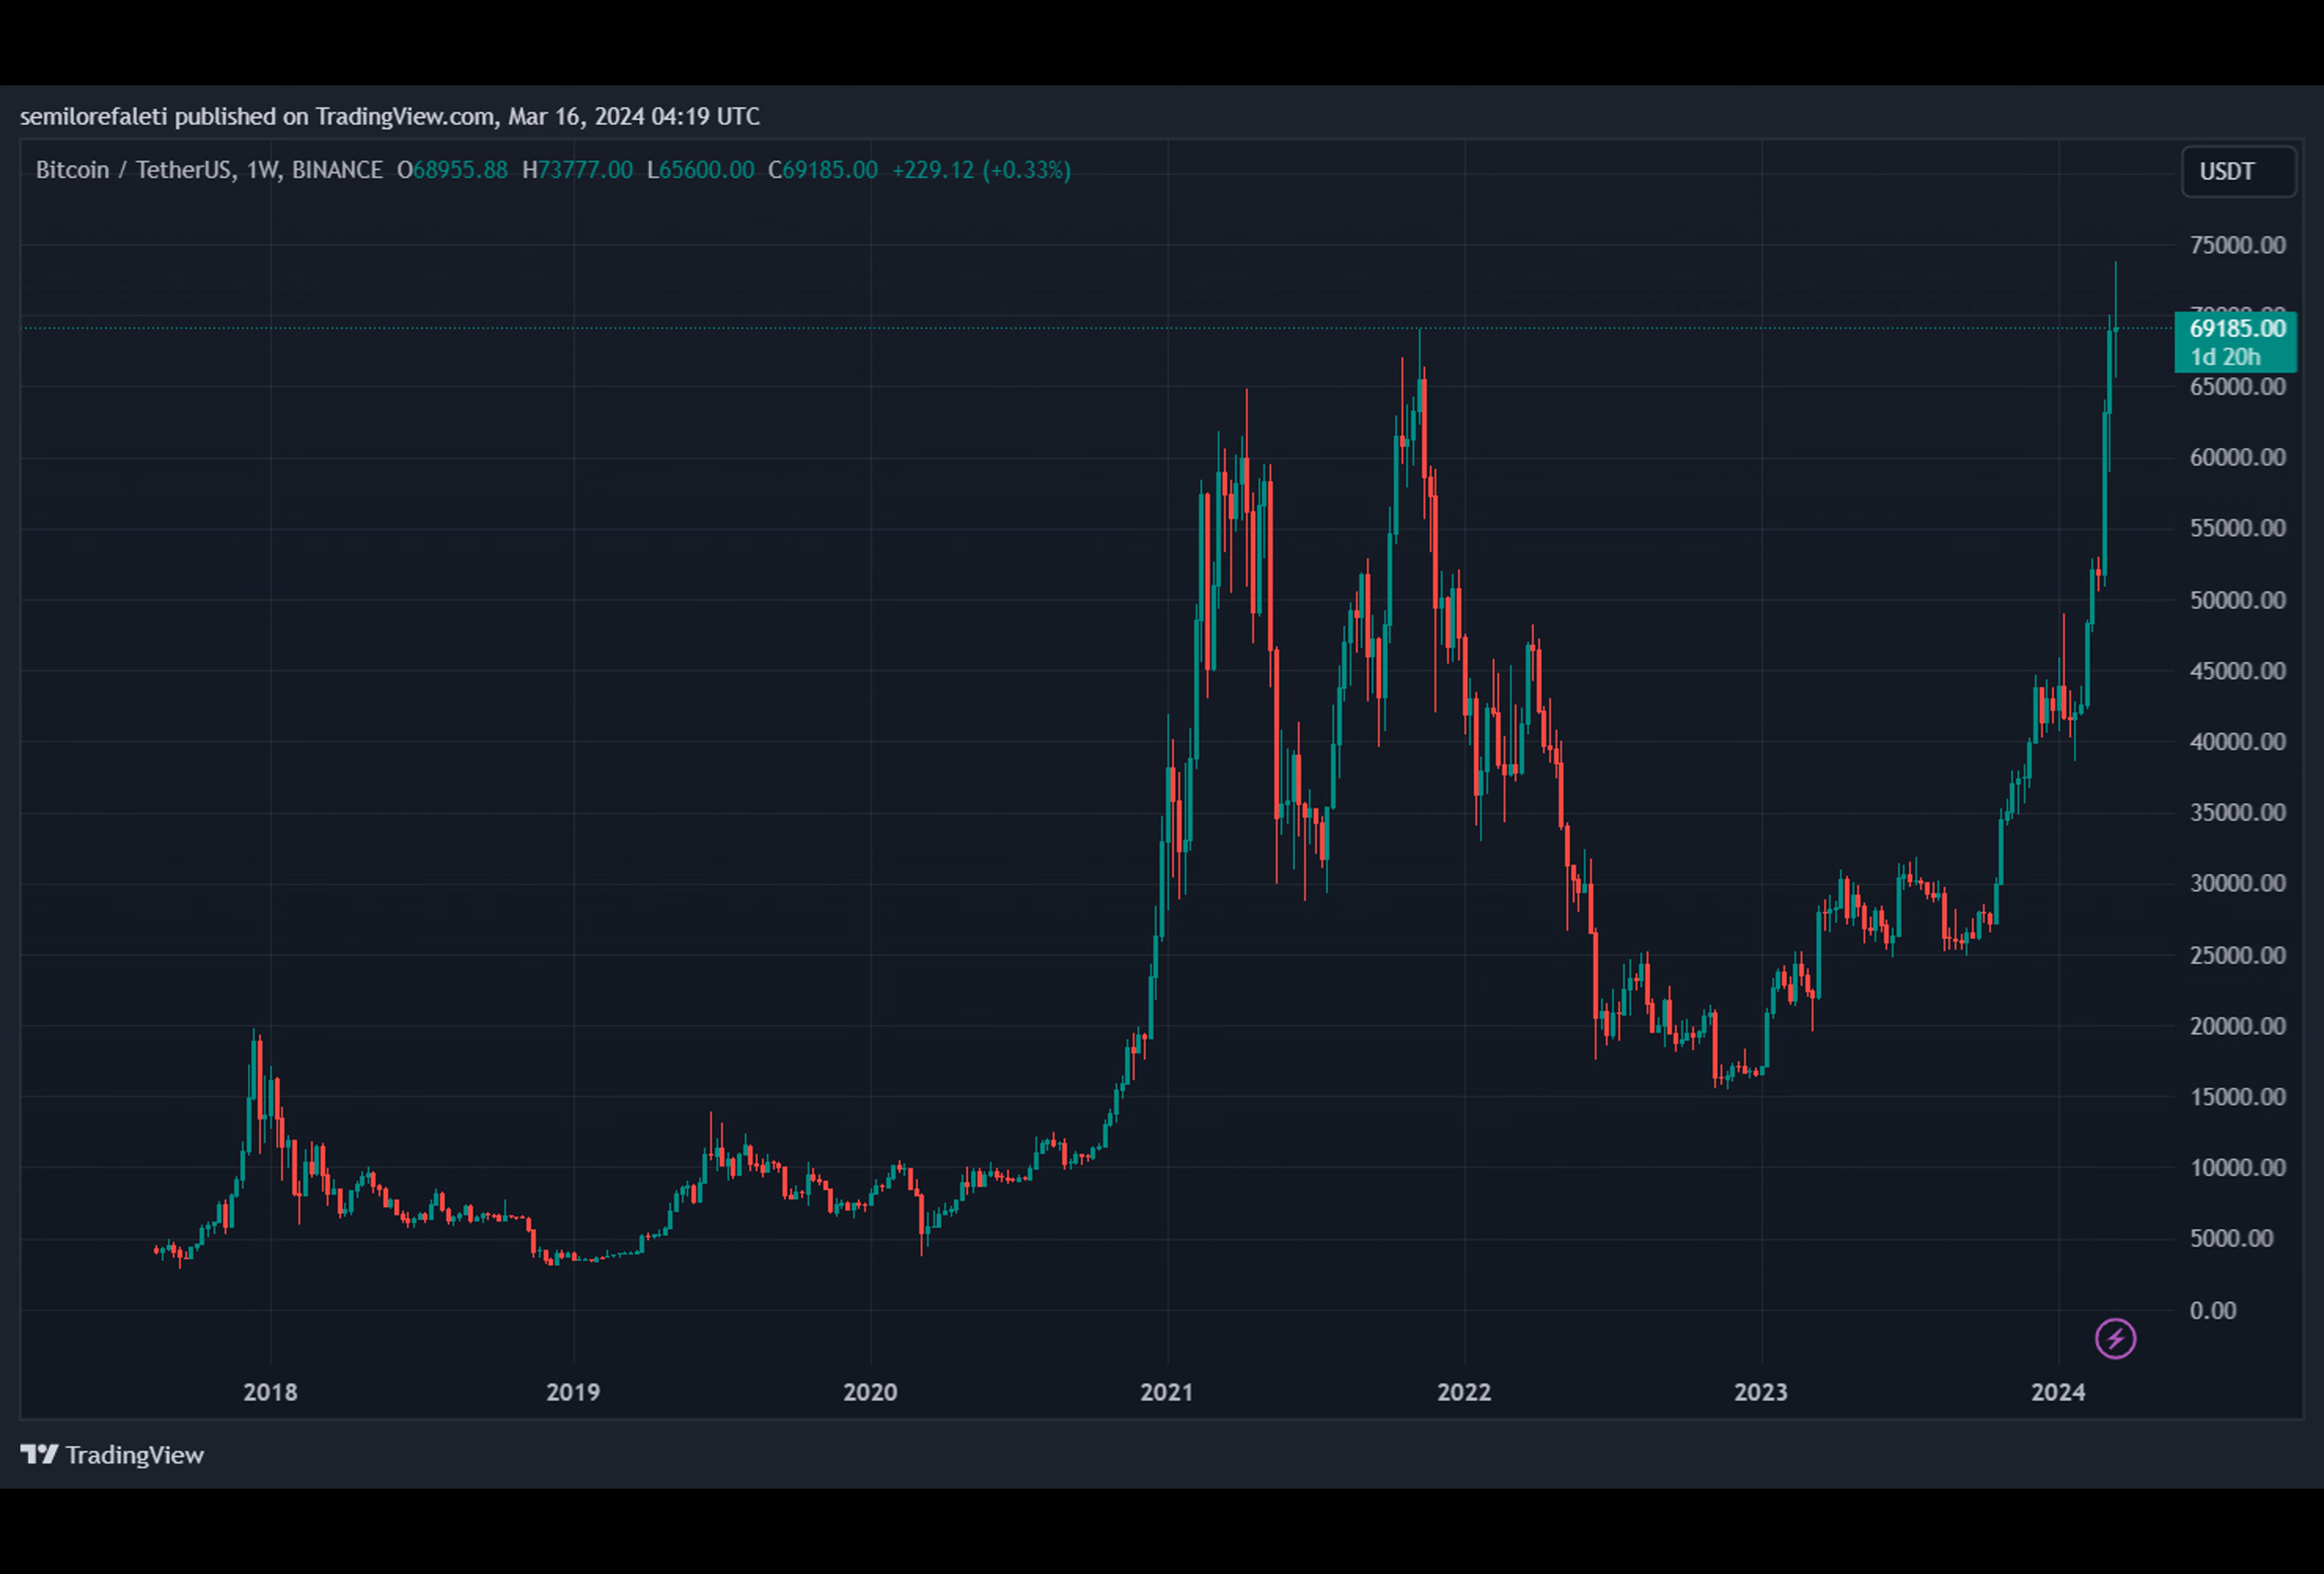 semilorefaleti published on TradingView.com, Mar 16, 2024 04:19 UTC
Bitcoin / TetherUS, 1W, BINANCE O68955.88 H73777.00 L65600.00 C69185.00 +229.12 (+0.33%)
USDT
75000.00
69185.00
1d 20h
65000.00
60000.00
55000.00
50000.00
45000.00
40000.00
35000.00
30000.00
25000.00
20000.00
15000.00
10000.00
5000.00
0.00
2018 2019 2020 2021 2022 2023 2024
TradingView